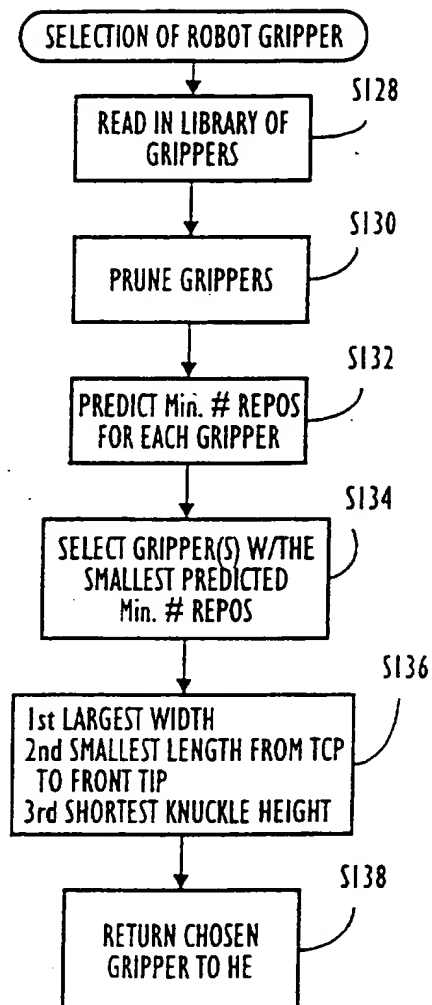 SELECTION OF ROBOT GRIPPER
S128
READ IN LIBRARY OF
GRIPPERS
S130
PRUNE GRIPPERS
S132
PREDICT Min. # REPOS
FOR EACH GRIPPER
S134
SELECT GRIPPER(S) W/THE
SMALLEST PREDICTED
Min. # REPOS
S136
1st LARGEST WIDTH
2nd SMALLEST LENGTH FROM TCP
TO FRONT TIP
3rd SHORTEST KNUCKLE HEIGHT
S138
RETURN CHOSEN
GRIPPER TO HE